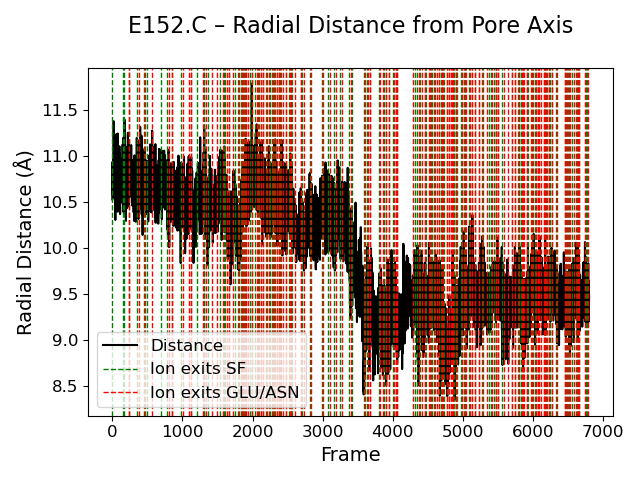 E152.C – Radial Distance from Pore Axis
Radial Distance (Å)
11.5
11.0
10.5
10.0
9.5
9.0
8.5
Distance
Ion exits SF
Ion exits GLU/ASN
0 1000 2000 3000 4000 5000 6000 7000
Frame